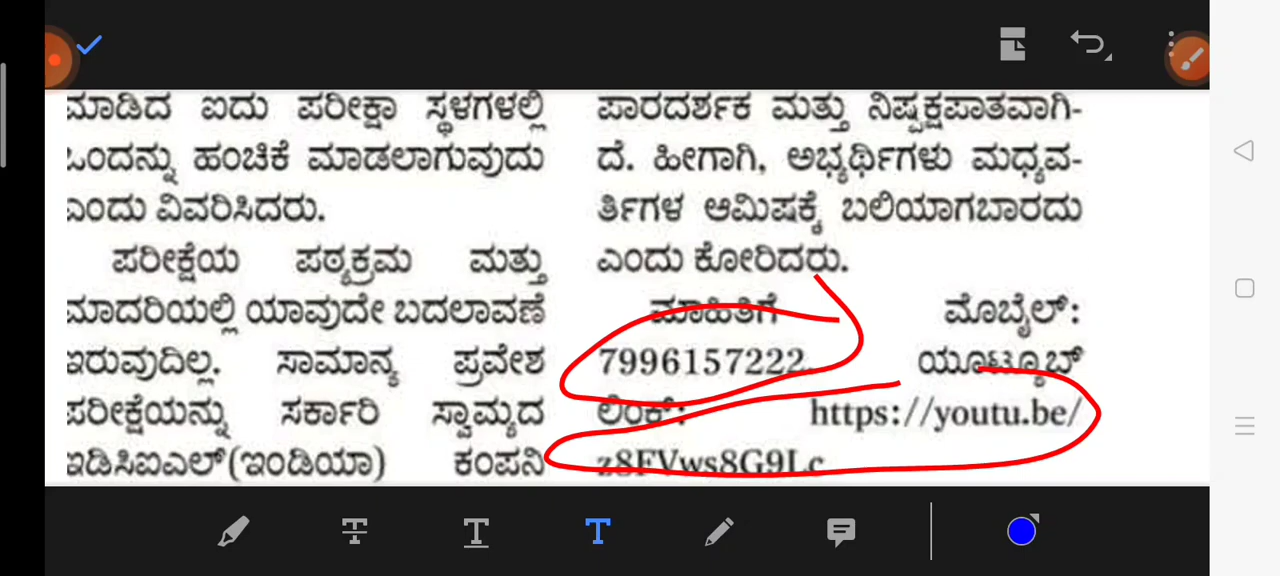 ಮಾಡಿದ ಐದು ಪರೀಕ್ಷಾ ಸ್ಥಳಗಳಲ್ಲಿ
ಒಂದನ್ನು ಹಂಚಿಕೆ ಮಾಡಲಾಗುವುದು
ಎಂದು ವಿವರಿಸಿದರು.
ಪರೀಕ್ಷೆಯ ಪಠ್ಯಕ್ರಮ ಮತ್ತು
ಮಾದರಿಯಲ್ಲಿ ಯಾವುದೇ ಬದಲಾವಣೆ
ಇರುವುದಿಲ್ಲ. ಸಾಮಾನ್ಯ ಪ್ರವೇಶ
ಪರೀಕ್ಷೆಯನ್ನು ಸರ್ಕಾರಿ ಸ್ವಾಮ್ಯದ
ಇಡಿಸಿಐಎಲ್(ಇಂಡಿಯಾ) ಕಂಪನಿ
ಪಾರದರ್ಶಕ ಮತ್ತು ನಿಷ್ಪಕ್ಷಪಾತವಾಗಿ-
ದೆ. ಹೀಗಾಗಿ, ಅಭ್ಯರ್ಥಿಗಳು ಮಧ್ಯವ-
ರ್ತಿಗಳ ಆಮಿಷಕ್ಕೆ ಬಲಿಯಾಗಬಾರದು
ಎಂದು ಕೋರಿದರು.
ಮಾಹಿತಿಗೆ ಮೊಬೈಲ್:
7996157222, ಯೂಟ್ಯೂಬ್
ಲಿಂಕ್: https://youtu.be/
z8FVws8G9Lc